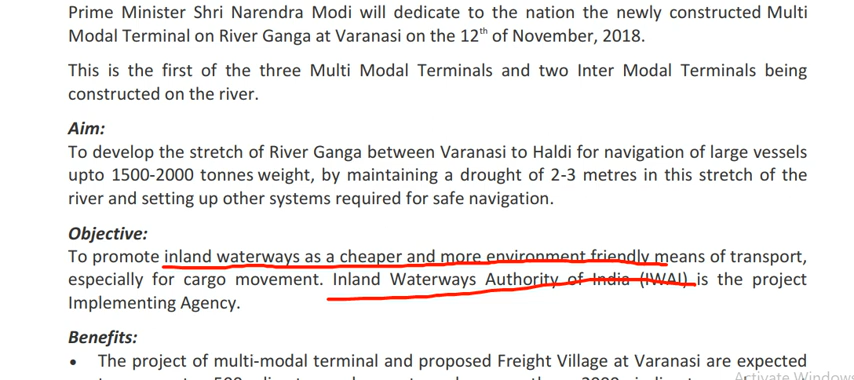 Prime Minister Shri Narendra Modi will dedicate to the nation the newly constructed Multi
Modal Terminal on River Ganga at Varanasi on the 12th of November, 2018.
This is the first of the three Multi Modal Terminals and two Inter Modal Terminals being
constructed on the river.
Aim:
To develop the stretch of River Ganga between Varanasi to Haldi for navigation of large vessels
upto 1500-2000 tonnes weight, by maintaining a drought of 2-3 metres in this stretch of the
river and setting up other systems required for safe navigation.
Objective:
To promote inland waterways as a cheaper and more environment friendly means of transport,
especially for cargo movement. Inland Waterways Authority of India (IWAI) is the project
Implementing Agency.
Benefits:
• The project of multi-modal terminal and proposed Freight Village at Varanasi are expected
Activate Windows